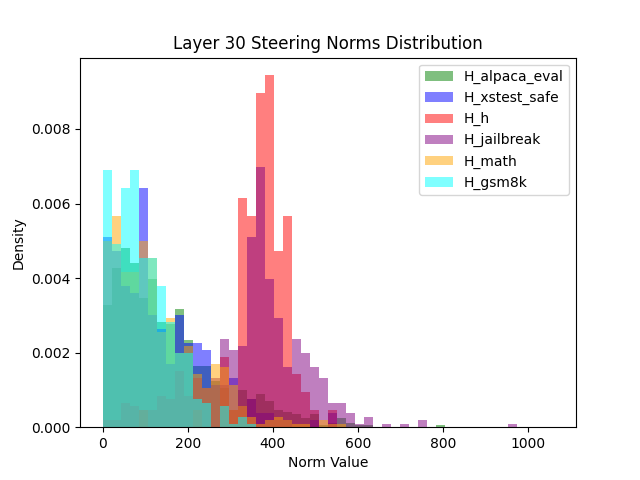 Layer 30 Steering Norms Distribution
H_alpaca_eval
H_xstest_safe
H_h
H_jailbreak
H_math
H_gsm8k
Density
0.008
0.006
0.004
0.002
0.000
0
200
400
600
800
1000
Norm Value